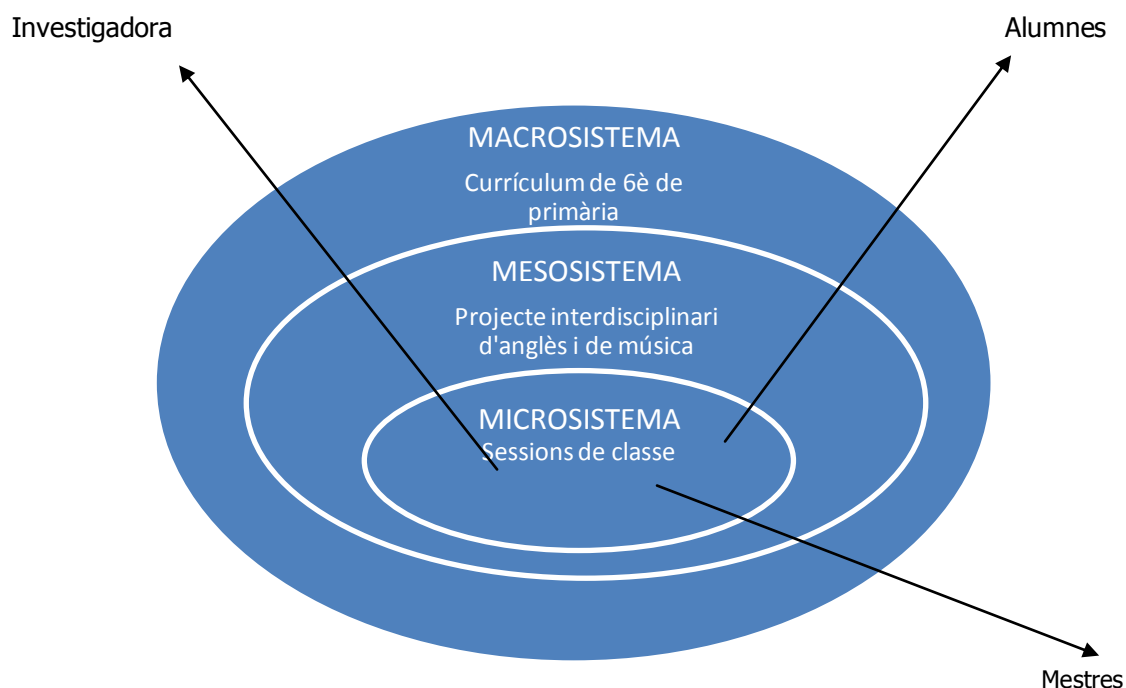 Investigadora
Alumnes
MACROSISTEMA
Currículum de 6è de
primària
MESOSISTEMA
Projecte interdisciplinari
d'anglès i de música
MICROSISTEMA
Sessions de classe
Mestres